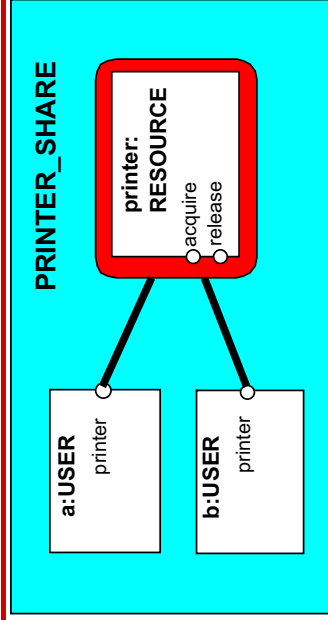 PRINTER_SHARE
a:USER
printer
b:USER
printer
printer:
RESOURCE
acquire
release